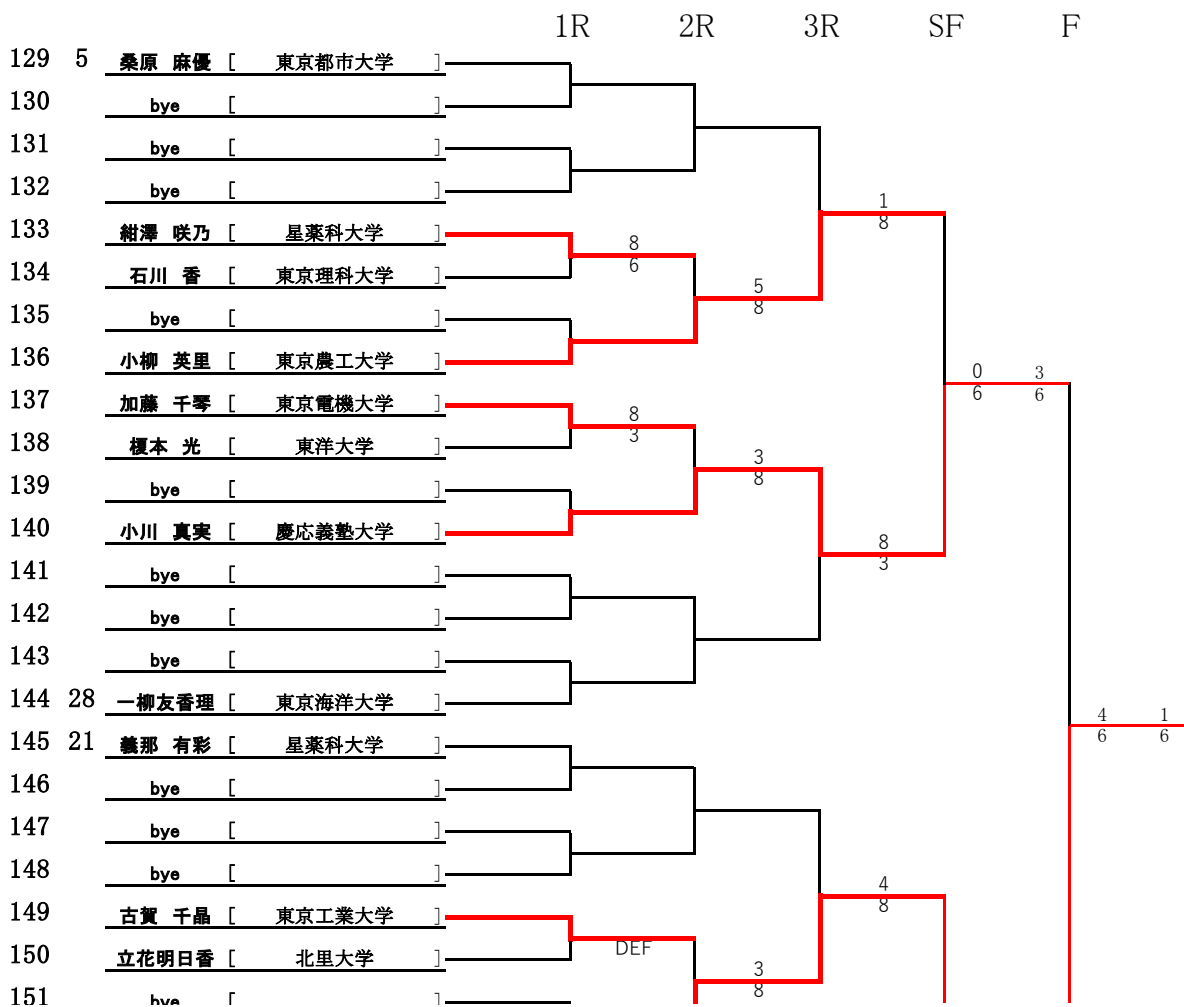 1R 2R 3R SF F
129 5 桑原 麻優 [ 東京都市大学 ]
130 bye [ ]
131 bye [ ]
132 bye [ ]
1
8
133 紺澤 咲乃 [ 星薬科大学 ]
8
6
134 石川 香 [ 東京理科大学 ]
5
8
135 bye [ ]
136 小柳 英里 [ 東京農工大学 ]
0 3
6 6
137 加藤 千琴 [ 東京電機大学 ]
8
3
138 榎本 光 [ 東洋大学 ]
3
8
139 bye [ ]
140 小川 真実 [ 慶応義塾大学 ]
8
3
141 bye [ ]
142 bye [ ]
143 bye [ ]
144 28 一柳友香理 [ 東京海洋大学 ]
4 1
6 6
145 21 義那 有彩 [ 星薬科大学 ]
146 bye [ ]
147 bye [ ]
148 bye [ ]
4
8
149 古賀 千晶 [ 東京工業大学 ]
DEF
150 立花明日香 [ 北里大学 ]
3
8
151 bye [ ]